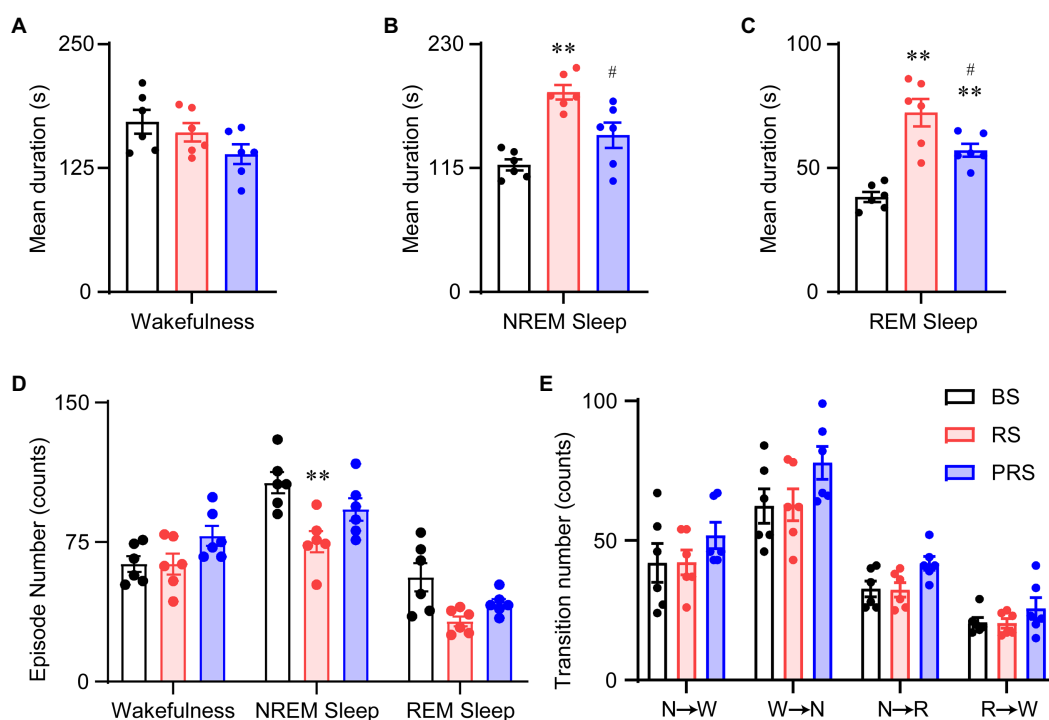 A
Mean duration (s)
250
125
0
Wakefulness
B
Mean duration (s)
230
115
0
**
#
NREM Sleep
C
Mean duration (s)
100
50
0
**
#
**
REM Sleep
D
Episode Number (counts)
150
75
0
**
Wakefulness
NREM Sleep
REM Sleep
E
Transition number (counts)
100
50
0
N→W
W→N
N→R
R→W
BS
RS
PRS